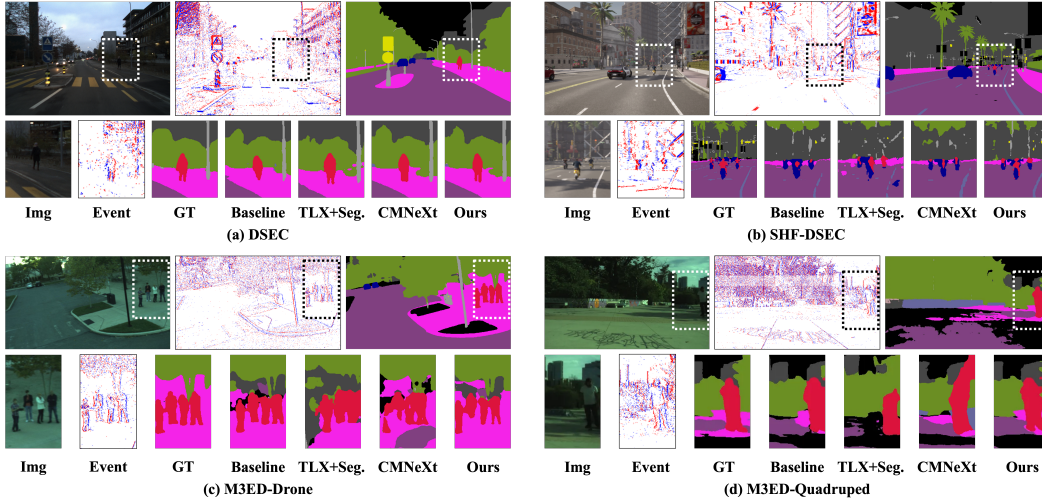 Img Event GT Baseline TLX+Seg. CMNeXt Ours
(a) DSEC
Img Event GT Baseline TLX+Seg. CMNeXt Ours
(b) SHF-DSEC
Img Event GT Baseline TLX+Seg. CMNeXt Ours
(c) M3ED-Drone
Img Event GT Baseline TLX+Seg. CMNeXt Ours
(d) M3ED-Quadruped